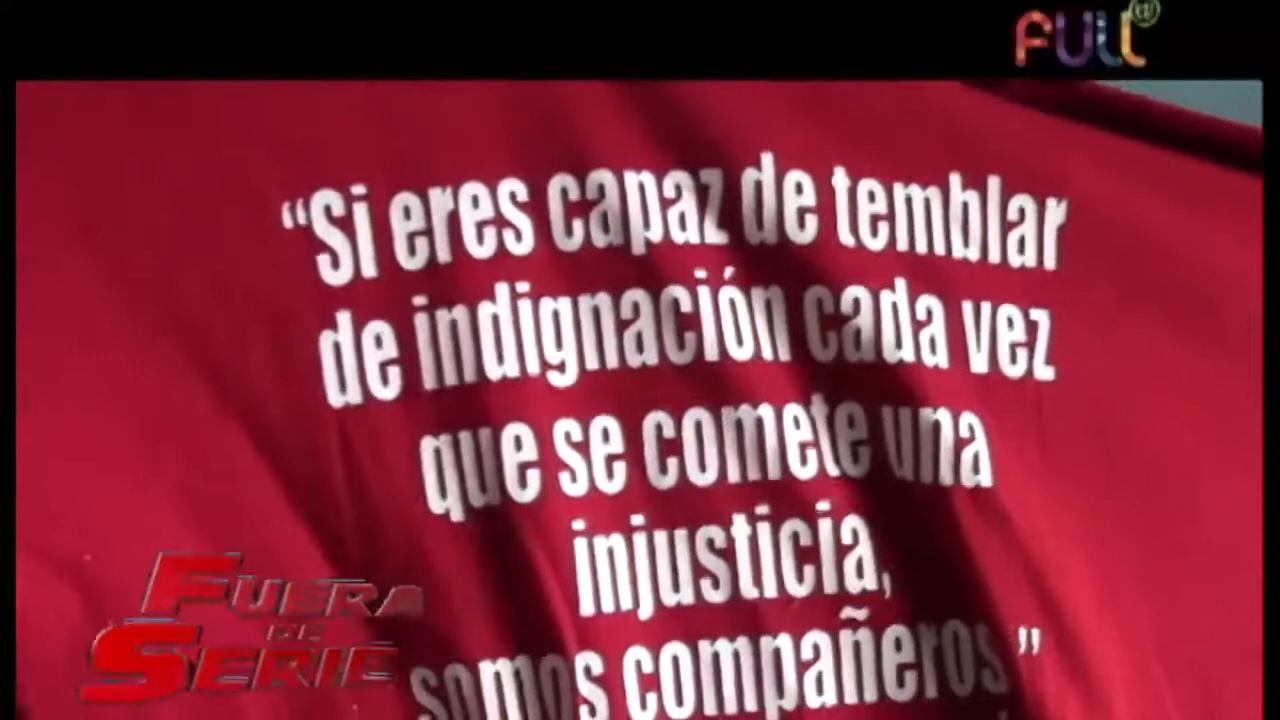 FULL
“Si eres capaz de temblar
de indignación cada vez
que se comete una
injusticia,
somos compañeros”
FUERA
DE
SERIE